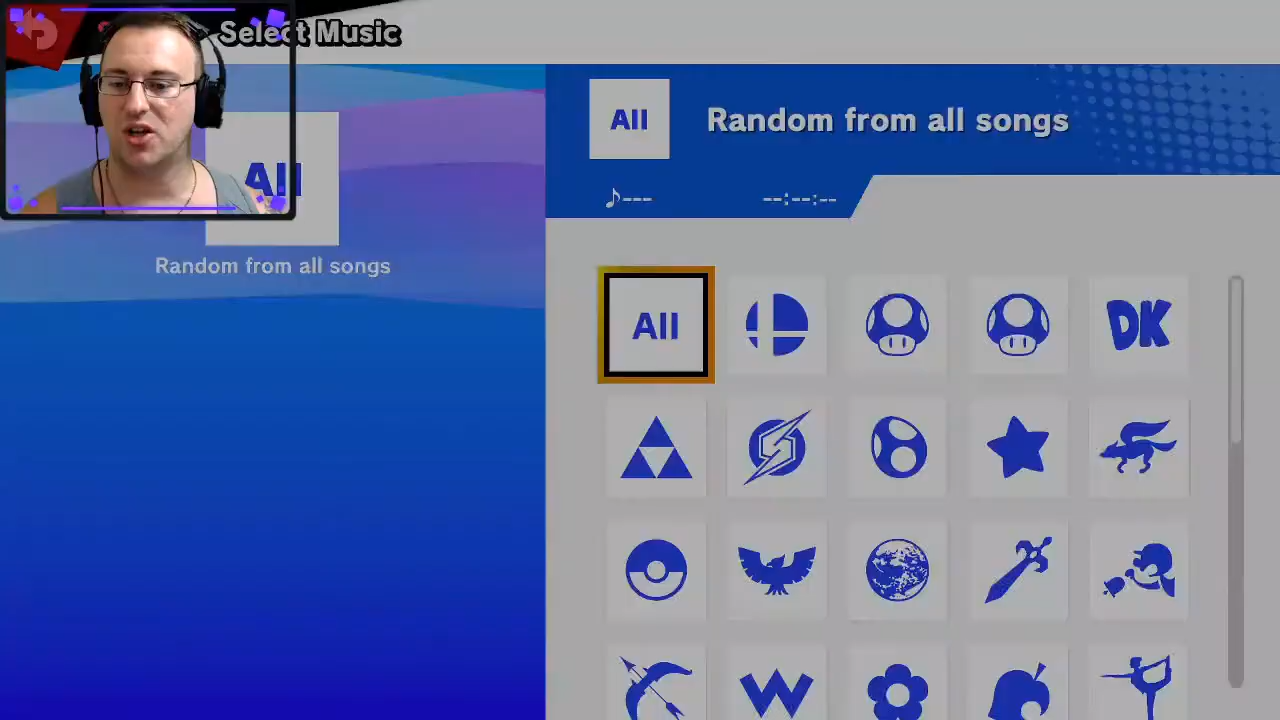 Select Music
All
Random from all songs
All
Random from all songs
♪--- --:--:--
All
DK
W